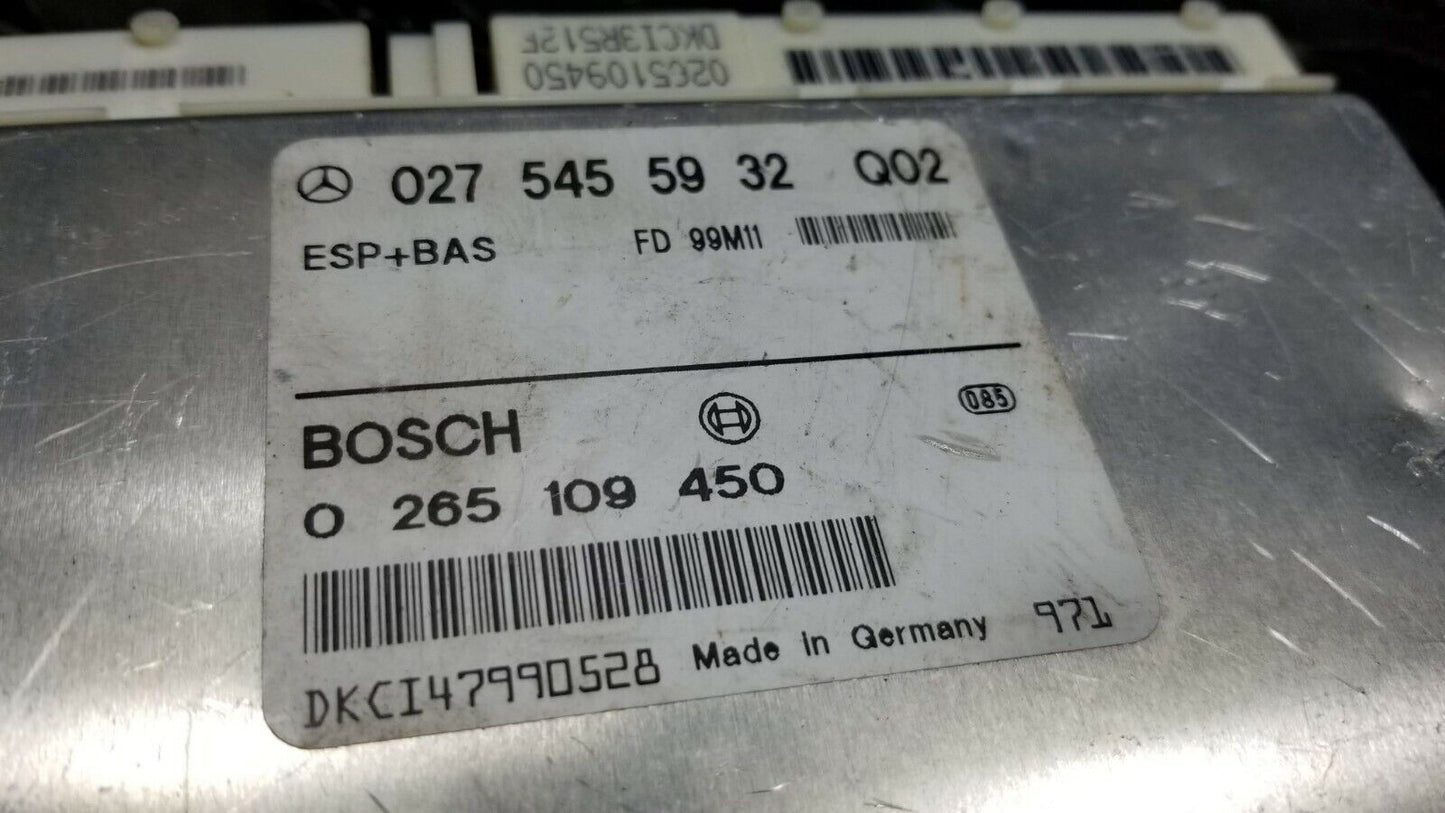 DKCI3R512F
0265109450
027 545 59 32 Q02
ESP+BAS FD 99M11
BOSCH
085
0 265 109 450
DKCI47990528 Made in Germany 971